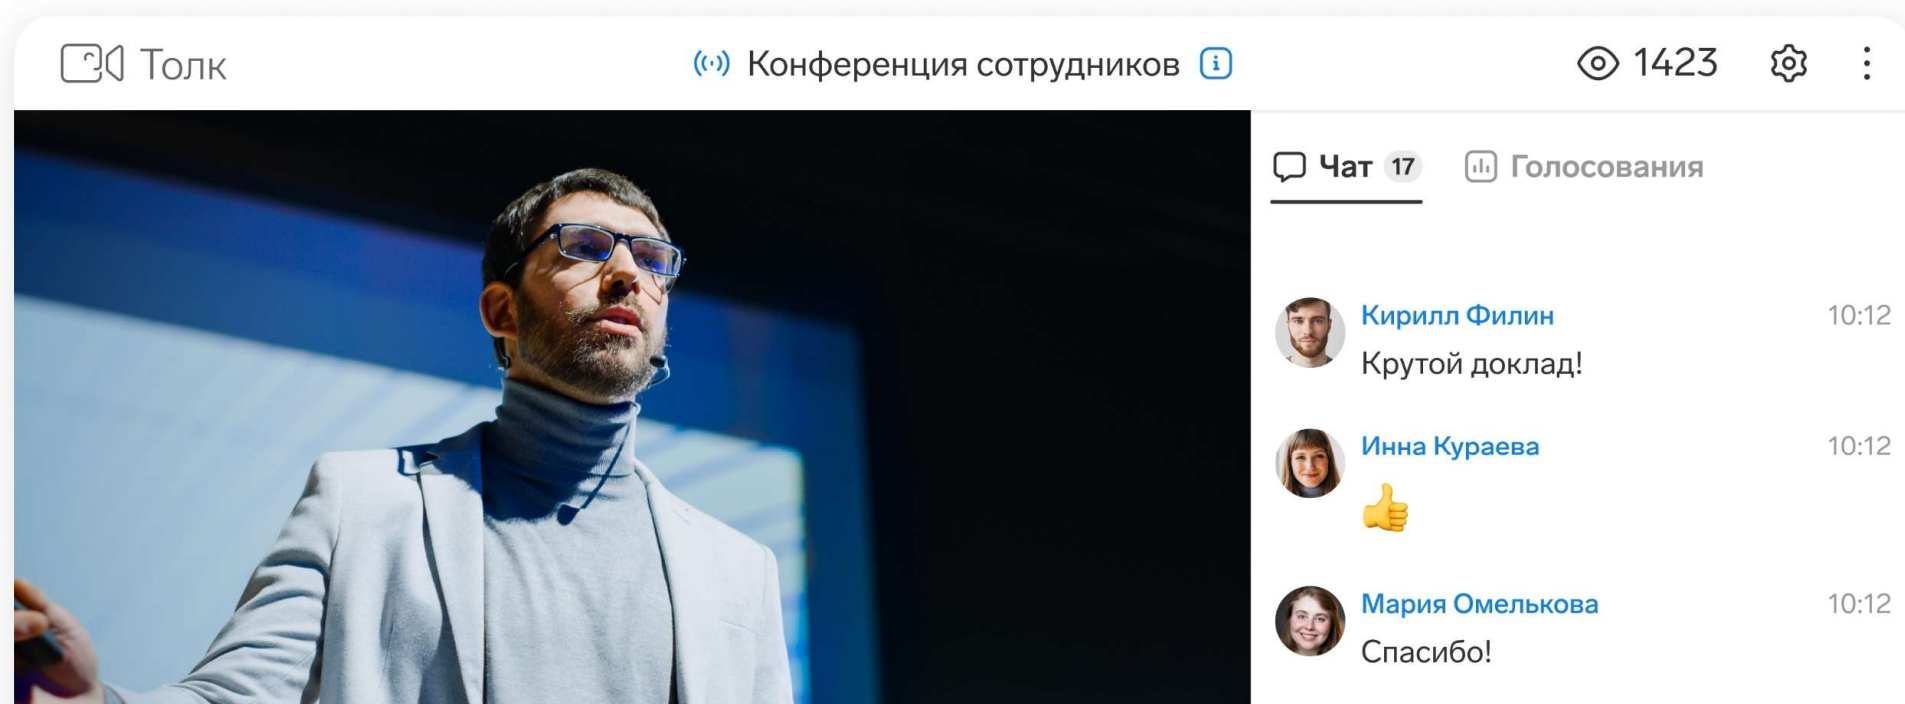 Толк
Конференция сотрудников
1423
Чат 17
Голосования
Кирилл Филин 10:12
Крутой доклад!
Инна Кураева 10:12
👍
Мария Омелькова 10:12
Спасибо!